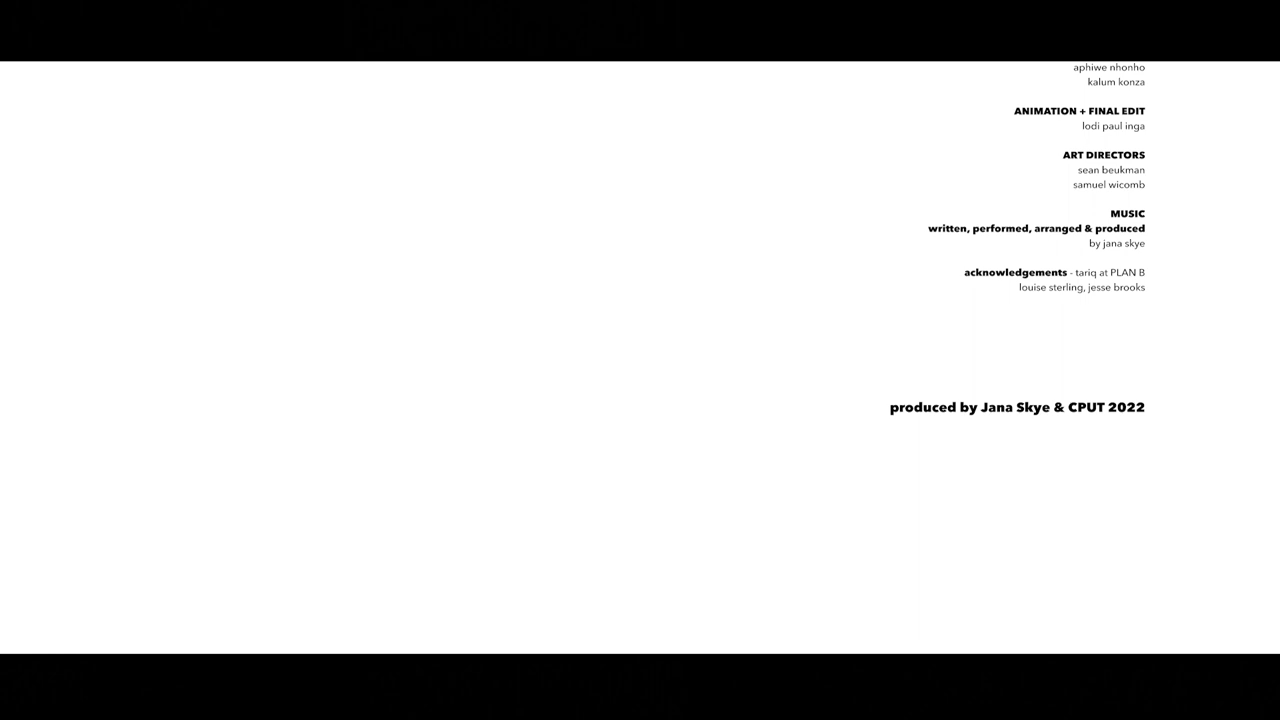 aphiwe nhonho
kalum konza
ANIMATION + FINAL EDIT
lodi paul inga
ART DIRECTORS
sean beukman
samuel wicomb
MUSIC
written, performed, arranged & produced
by jana skye
acknowledgements - tariq at PLAN B
louise sterling, jesse brooks
produced by Jana Skye & CPUT 2022